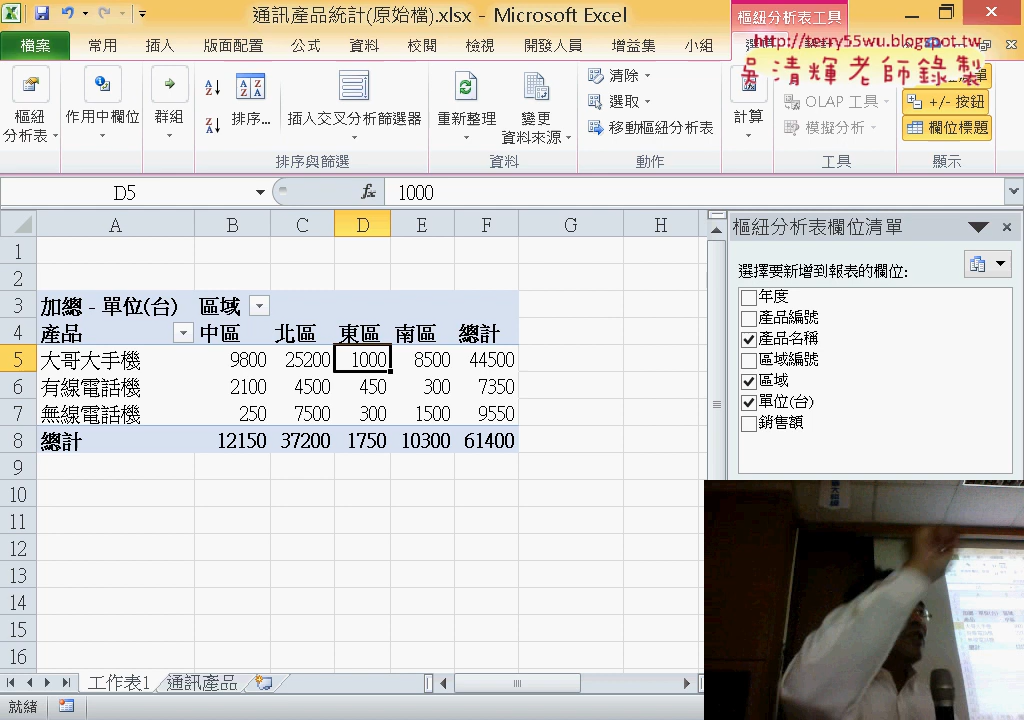 通訊產品統計(原始檔).xlsx - Microsoft Excel
樞紐分析表工具
檔案 常用 插入 版面配置 公式 資料 校閱 檢視 開發人員 增益集 小組
http://terry55wu.blogspot.tw
吳清輝老師錄製
清除
選取
移動樞紐分析表
樞紐
分析表
作用中欄位
群組
排序...
插入交叉分析篩選器
重新整理
變更
資料來源
計算
OLAP 工具
模擬分析
+/- 按鈕
欄位標題
排序與篩選 資料 動作 工具 顯示
D5 fx 1000
A B C D E F G H
1
2
3 加總 - 單位(台) 區域
4 產品 中區 北區 東區 南區 總計
5 大哥大手機 9800 25200 1000 8500 44500
6 有線電話機 2100 4500 450 300 7350
7 無線電話機 250 7500 300 1500 9550
8 總計 12150 37200 1750 10300 61400
9
10
11
12
13
14
15
16
樞紐分析表欄位清單
選擇要新增到報表的欄位:
年度
產品編號
產品名稱
區域編號
區域
單位(台)
銷售額
工作表1 通訊產品
就緒